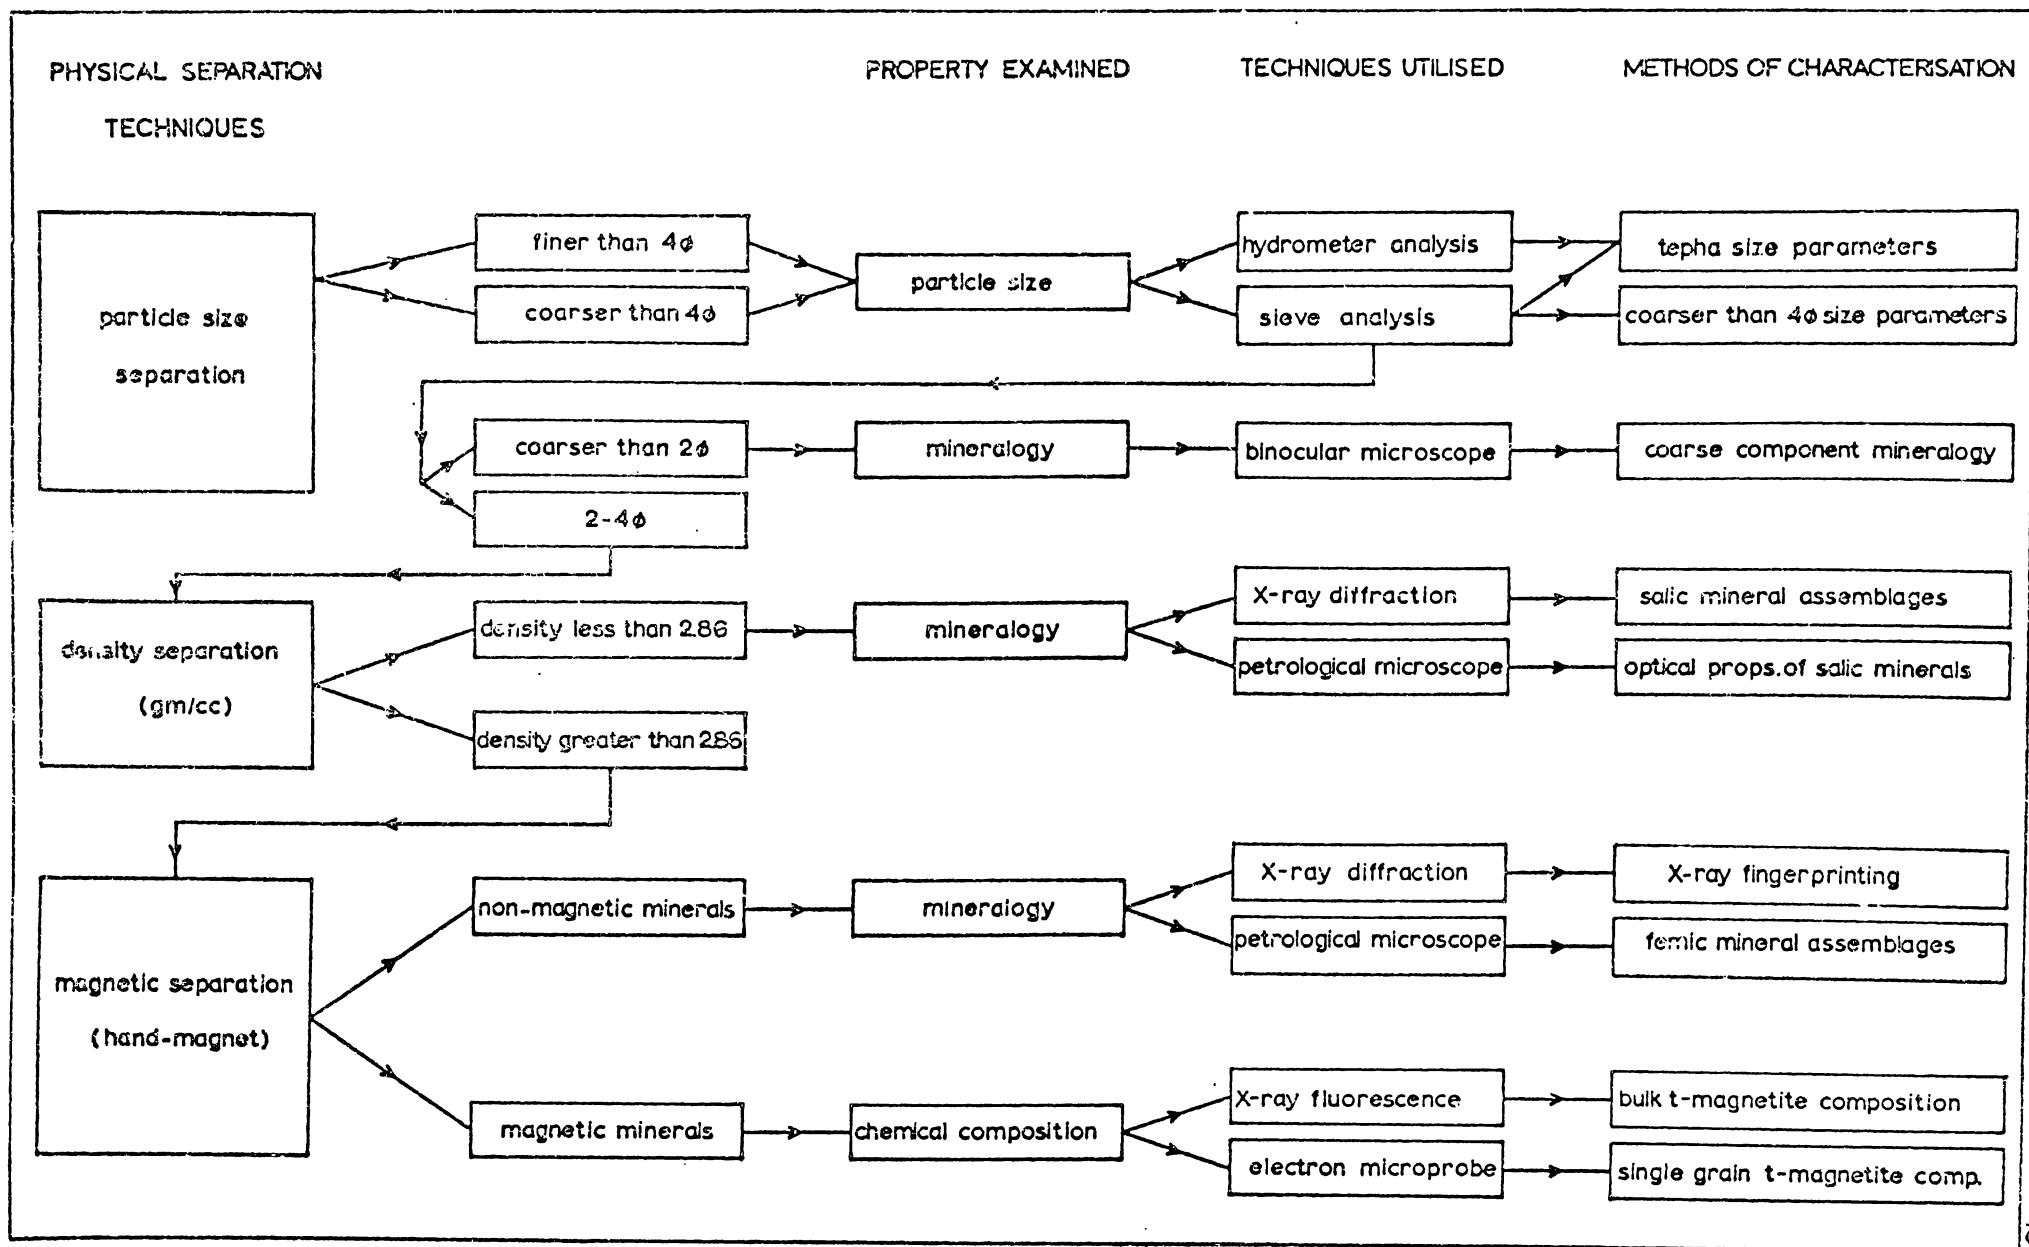 PHYSICAL SEPARATION
TECHNIQUES
PROPERTY EXAMINED
TECHNIQUES UTILISED
METHODS OF CHARACTERISATION
particle size
separation
finer than 4ø
coarser than 4ø
particle size
hydrometer analysis
sieve analysis
tepha size parameters
coarser than 4ø size parameters
coarser than 2ø
mineralogy
binocular microscope
coarse component mineralogy
2-4ø
density separation
(gm/cc)
density less than 2.86
mineralogy
X-ray diffraction
salic mineral assemblages
petrological microscope
optical props. of salic minerals
density greater than 2.86
magnetic separation
(hand-magnet)
non-magnetic minerals
mineralogy
X-ray diffraction
X-ray fingerprinting
petrological microscope
femic mineral assemblages
magnetic minerals
chemical composition
X-ray fluorescence
bulk t-magnetite composition
electron microprobe
single grain t-magnetite comp.